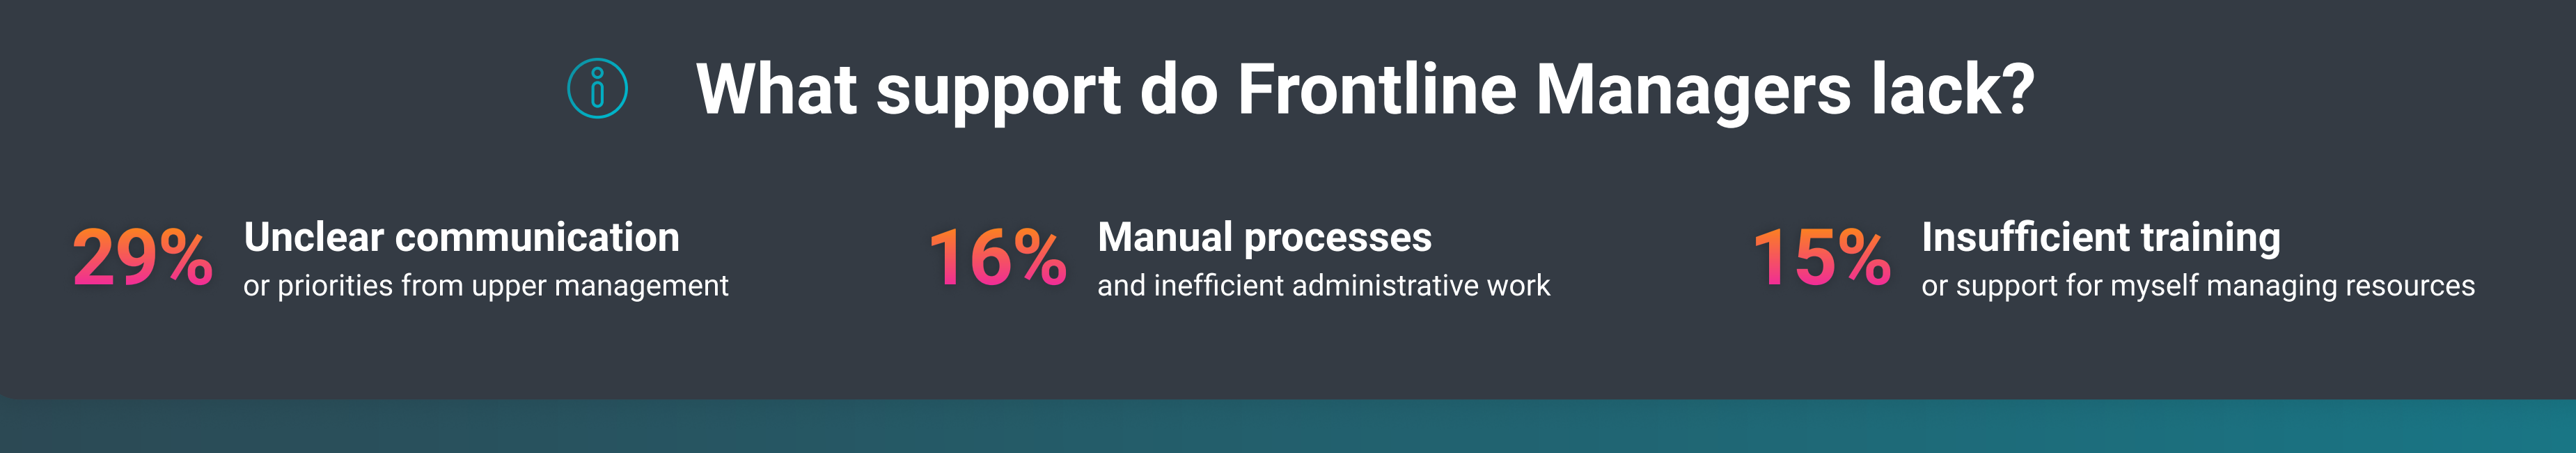 What support do Frontline Managers lack?
29%
Unclear communication
or priorities from upper management
16%
Manual processes
and inefficient administrative work
15%
Insufficient training
or support for myself managing resources